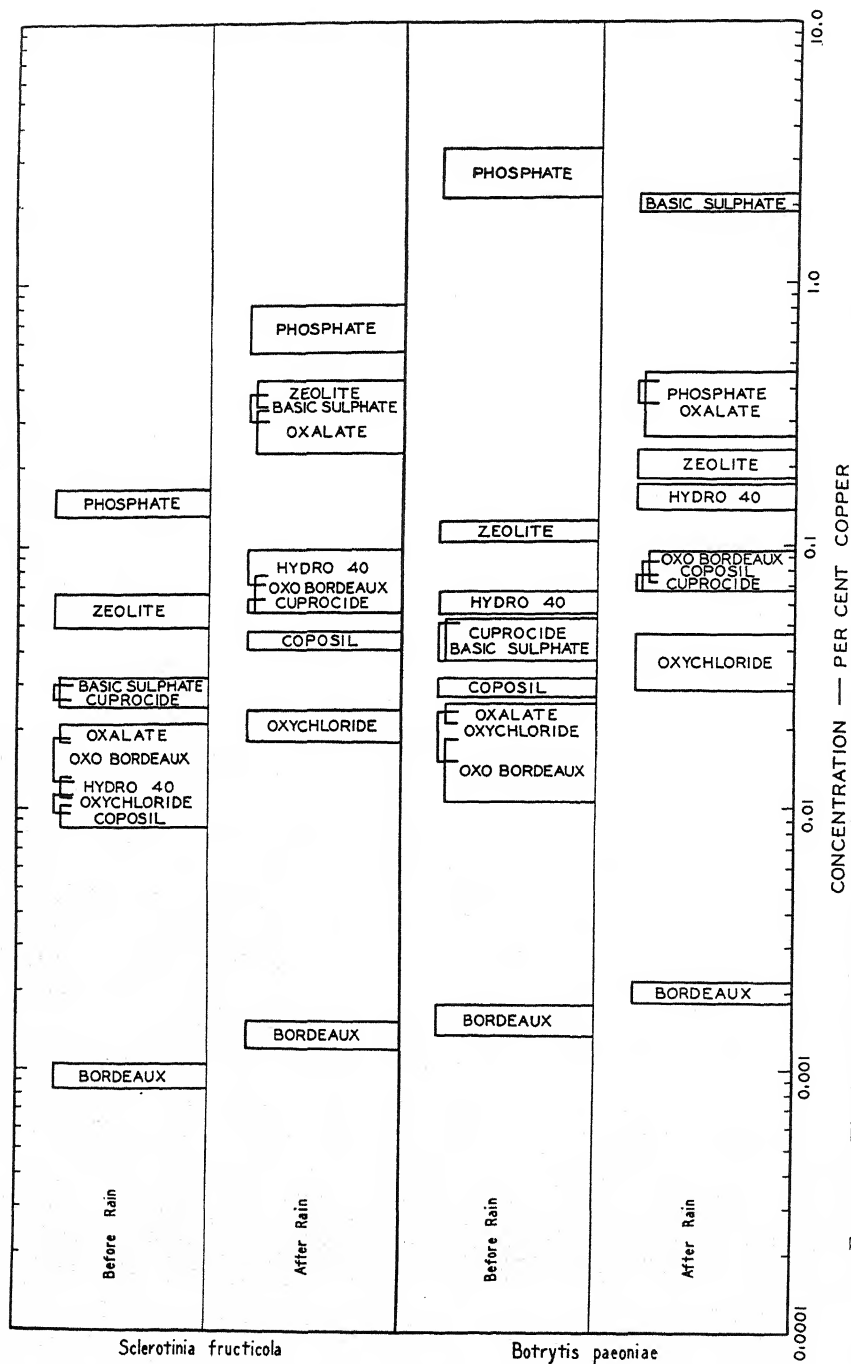 PHOSPHATE
ZEOLITE
BASIC SULPHATE
CUPROCIDE
OXALATE
OXO BORDEAUX
HYDRO 40
OXYCHLORIDE
COPOSIL
BORDEAUX
Before Rain
PHOSPHATE
ZEOLITE
BASIC SULPHATE
OXALATE
HYDRO 40
OXO BORDEAUX
CUPROCIDE
COPOSIL
OXYCHLORIDE
BORDEAUX
After Rain
Sclerotinia fructicola
PHOSPHATE
ZEOLITE
HYDRO 40
CUPROCIDE
BASIC SULPHATE
COPOSIL
OXALATE
OXYCHLORIDE
OXO BORDEAUX
BORDEAUX
Before Rain
BASIC SULPHATE
PHOSPHATE
OXALATE
ZEOLITE
HYDRO 40
OXO BORDEAUX
COPOSIL
CUPROCIDE
OXYCHLORIDE
BORDEAUX
After Rain
Botrytis paeoniae
10.0
1.0
0.1
0.01
0.001
0.0001
CONCENTRATION — PER CENT COPPER